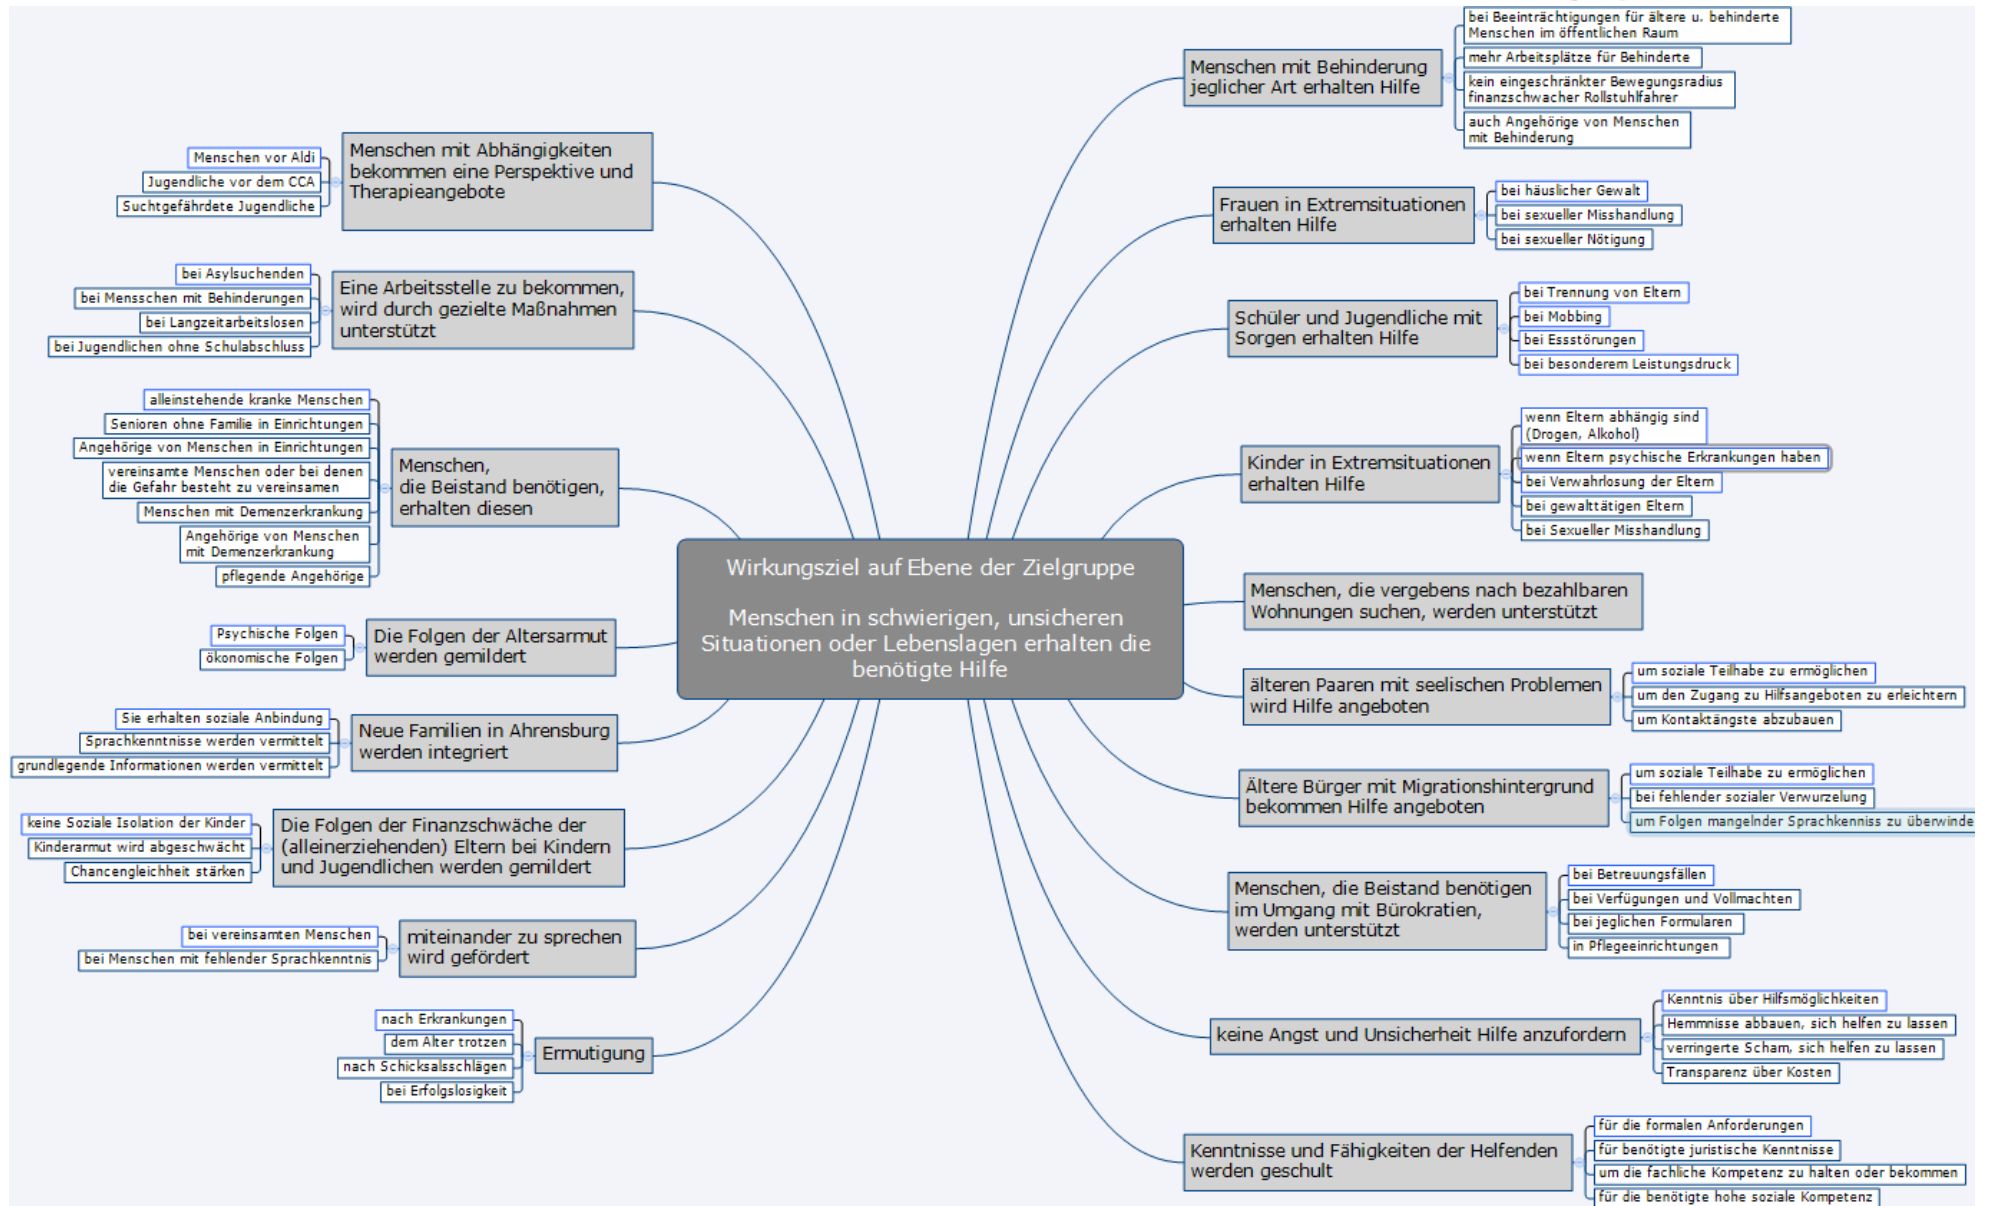 Wirkungsziel auf Ebene der Zielgruppe
Menschen in schwierigen, unsicheren
Situationen oder Lebenslagen erhalten die
benötigte Hilfe
Menschen mit Behinderung
jeglicher Art erhalten Hilfe
bei Beeinträchtigungen für ältere u. behinderte
Menschen im öffentlichen Raum
mehr Arbeitsplätze für Behinderte
kein eingeschränkter Bewegungsradius
finanzschwacher Rollstuhlfahrer
auch Angehörige von Menschen
mit Behinderung
Frauen in Extremsituationen
erhalten Hilfe
bei häuslicher Gewalt
bei sexueller Misshandlung
bei sexueller Nötigung
Schüler und Jugendliche mit
Sorgen erhalten Hilfe
bei Trennung von Eltern
bei Mobbing
bei Essstörungen
bei besonderem Leistungsdruck
Kinder in Extremsituationen
erhalten Hilfe
wenn Eltern abhängig sind
(Drogen, Alkohol)
wenn Eltern psychische Erkrankungen haben
bei Verwahrlosung der Eltern
bei gewalttätigen Eltern
bei Sexueller Misshandlung
Menschen, die vergebens nach bezahlbaren
Wohnungen suchen, werden unterstützt
älteren Paaren mit seelischen Problemen
wird Hilfe angeboten
um soziale Teilhabe zu ermöglichen
um den Zugang zu Hilfsangeboten zu erleichtern
um Kontaktängste abzubauen
Ältere Bürger mit Migrationshintergrund
bekommen Hilfe angeboten
um soziale Teilhabe zu ermöglichen
bei fehlender sozialer Verwurzelung
um Folgen mangelnder Sprachkenniss zu überwinde
Menschen, die Beistand benötigen
im Umgang mit Bürokratien,
werden unterstützt
bei Betreuungsfällen
bei Verfügungen und Vollmachten
bei jeglichen Formularen
in Pflegeeinrichtungen
keine Angst und Unsicherheit Hilfe anzufordern
Kenntnis über Hilfsmöglichkeiten
Hemmnisse abbauen, sich helfen zu lassen
verringerte Scham, sich helfen zu lassen
Transparenz über Kosten
Kenntnisse und Fähigkeiten der Helfenden
werden geschult
für die formalen Anforderungen
für benötigte juristische Kenntnisse
um die fachliche Kompetenz zu halten oder bekommen
für die benötigte hohe soziale Kompetenz
Menschen mit Abhängigkeiten
bekommen eine Perspektive und
Therapieangebote
Menschen vor Aldi
Jugendliche vor dem CCA
Suchtgefährdete Jugendliche
Eine Arbeitsstelle zu bekommen,
wird durch gezielte Maßnahmen
unterstützt
bei Asylsuchenden
bei Mensschen mit Behinderungen
bei Langzeitarbeitslosen
bei Jugendlichen ohne Schulabschluss
Menschen,
die Beistand benötigen,
erhalten diesen
alleinstehende kranke Menschen
Senioren ohne Familie in Einrichtungen
Angehörige von Menschen in Einrichtungen
vereinsamte Menschen oder bei denen
die Gefahr besteht zu vereinsamen
Menschen mit Demenzerkrankung
Angehörige von Menschen
mit Demenzerkrankung
pflegende Angehörige
Die Folgen der Altersarmut
werden gemildert
Psychische Folgen
ökonomische Folgen
Neue Familien in Ahrensburg
werden integriert
Sie erhalten soziale Anbindung
Sprachkenntnisse werden vermittelt
grundlegende Informationen werden vermittelt
Die Folgen der Finanzschwäche der
(alleinerziehenden) Eltern bei Kindern
und Jugendlichen werden gemildert
keine Soziale Isolation der Kinder
Kinderarmut wird abgeschwächt
Chancengleichheit stärken
miteinander zu sprechen
wird gefördert
bei vereinsamten Menschen
bei Menschen mit fehlender Sprachkenntnis
Ermutigung
nach Erkrankungen
dem Alter trotzen
nach Schicksalsschlägen
bei Erfolgslosigkeit